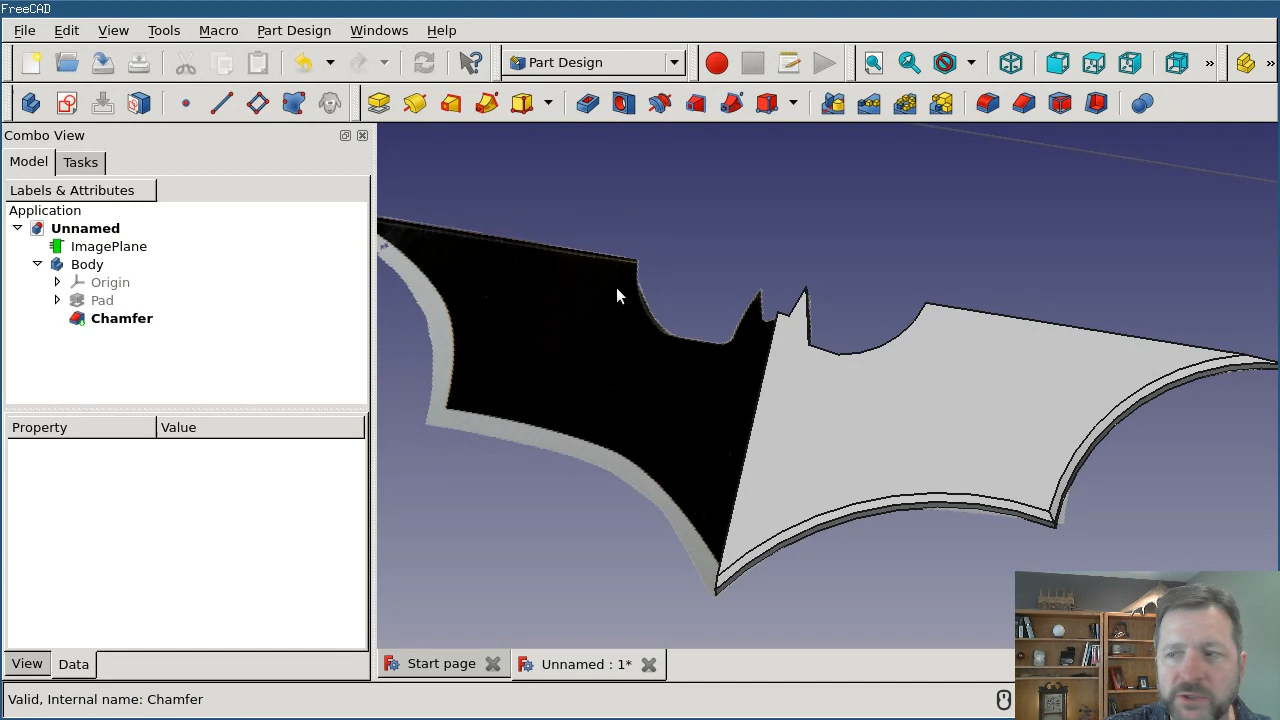 FreeCAD
File Edit View Tools Macro Part Design Windows Help
Part Design
» »
Combo View
Model Tasks
Labels & Attributes
Application
Unnamed
ImagePlane
Body
Origin
Pad
Chamfer
Property Value
View Data
Start page Unnamed : 1*
Valid, Internal name: Chamfer